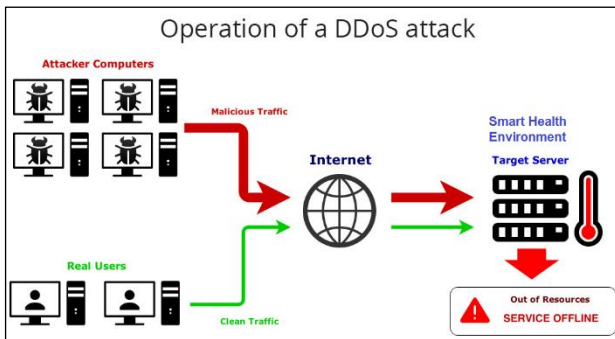 Operation of a DDoS attack
Attacker Computers
Malicious Traffic
Smart Health
Environment
Target Server
Internet
Real Users
Clean Traffic
Out of Resources
SERVICE OFFLINE